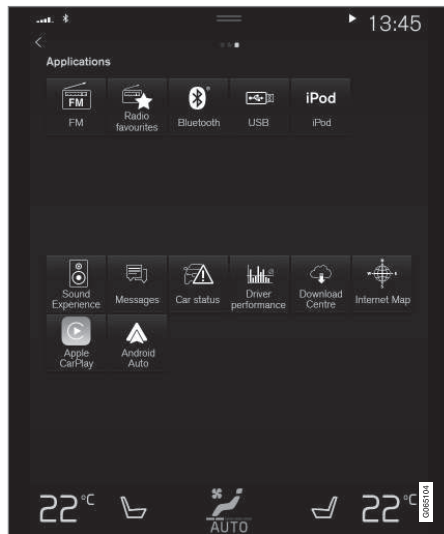 13:45
Applications
FM
iPod
FM
Radio
favourites
Bluetooth
USB
iPod
Sound
Experience
Messages
Car status
Driver
performance
Download
Centre
Internet Map
Apple
CarPlay
Android
Auto
22°C
AUTO
22°C
G065104